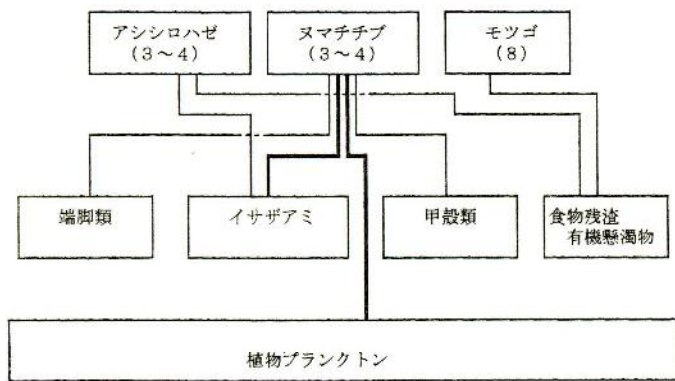 アシシロハゼ
(3〜4)
ヌマチチブ
(3〜4)
モツゴ
(8)
端脚類
イサザアミ
甲殻類
食物残渣
有機懸濁物
植物プランクトン